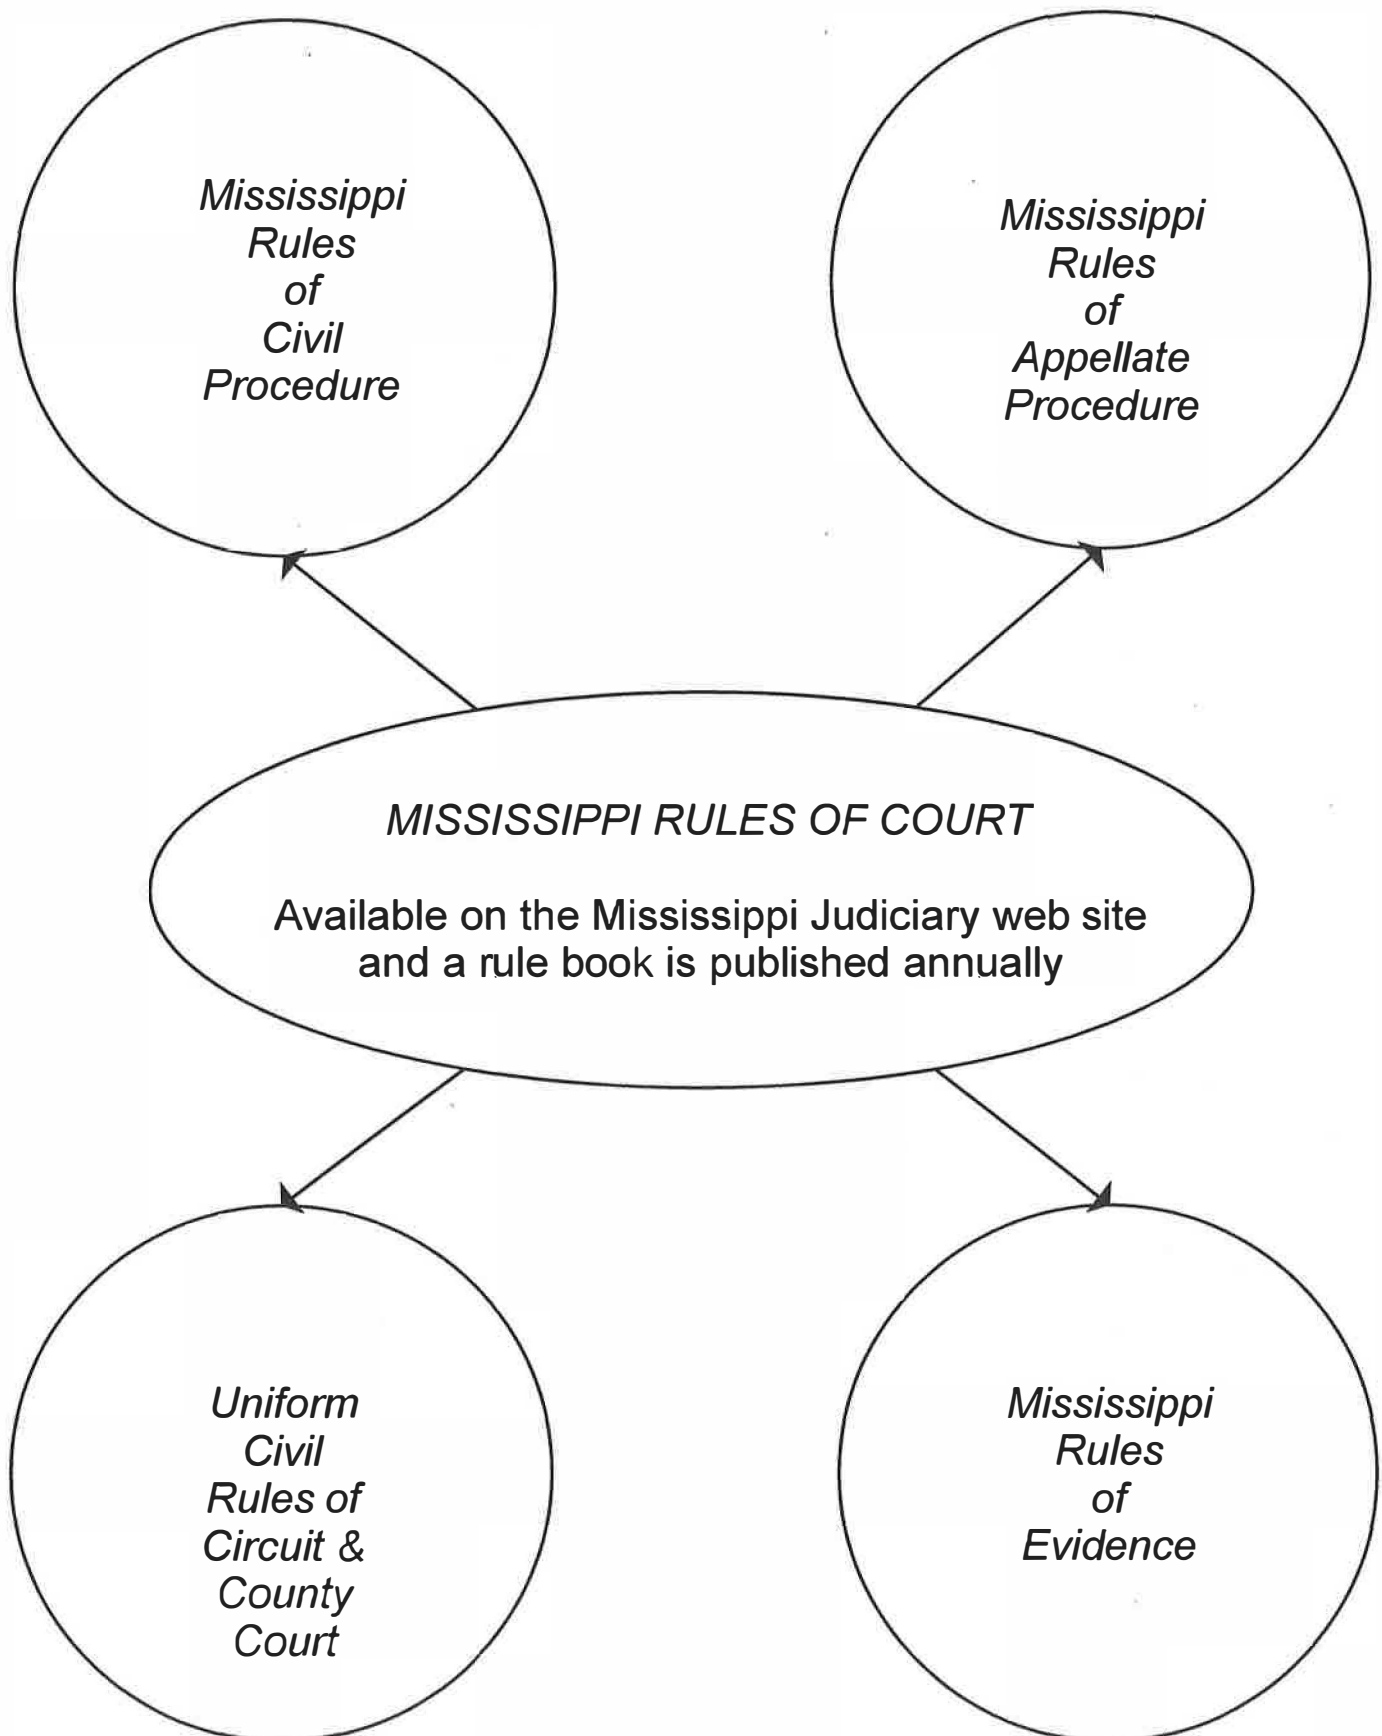 Mississippi
Rules
of
Civil
Procedure
Mississippi
Rules
of
Appellate
Procedure
MISSISSIPPI RULES OF COURT
Available on the Mississippi Judiciary web site
and a rule book is published annually
Uniform
Civil
Rules of
Circuit &
County
Court
Mississippi
Rules
of
Evidence